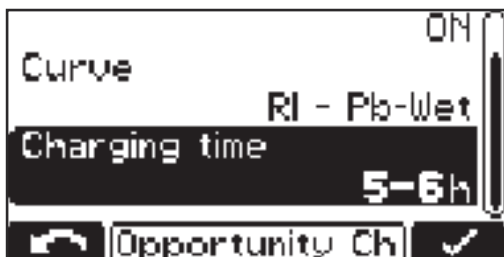 ON
Curve
RI - Pb-Wet
Charging time
5-6h
Opportunity Ch